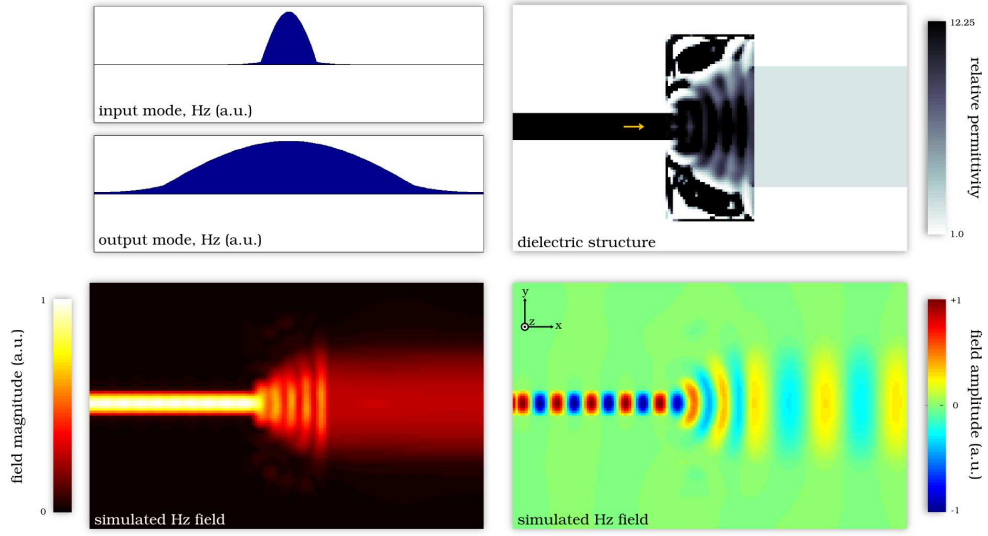 input mode, Hz (a.u.)
output mode, Hz (a.u.)
dielectric structure
12.25
relative permittivity
1.0
field magnitude (a.u.)
1
0
simulated Hz field
y
z
x
simulated Hz field
+1
0
-1
field amplitude (a.u.)